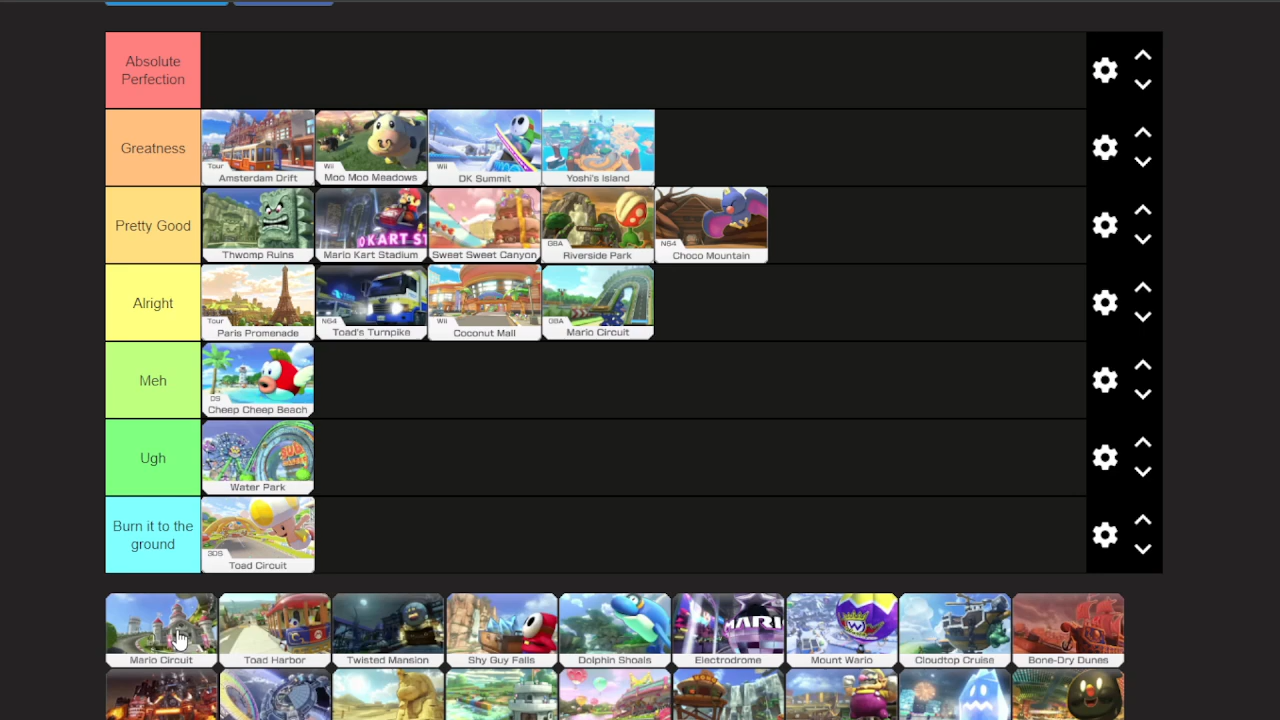 Absolute
Perfection
Greatness
Tour
Amsterdam Drift
Wii
Moo Moo Meadows
Wii
DK Summit
Yoshi's Island
Pretty Good
Thwomp Ruins
Mario Kart Stadium
Sweet Sweet Canyon
GBA
Riverside Park
N64
Choco Mountain
Alright
Tour
Paris Promenade
N64
Toad's Turnpike
Wii
Coconut Mall
GBA
Mario Circuit
Meh
DS
Cheep Cheep Beach
Ugh
Water Park
Burn it to the
ground
3DS
Toad Circuit
Mario Circuit
Toad Harbor
Twisted Mansion
Shy Guy Falls
Dolphin Shoals
Electrodrome
Mount Wario
Cloudtop Cruise
Bone-Dry Dunes